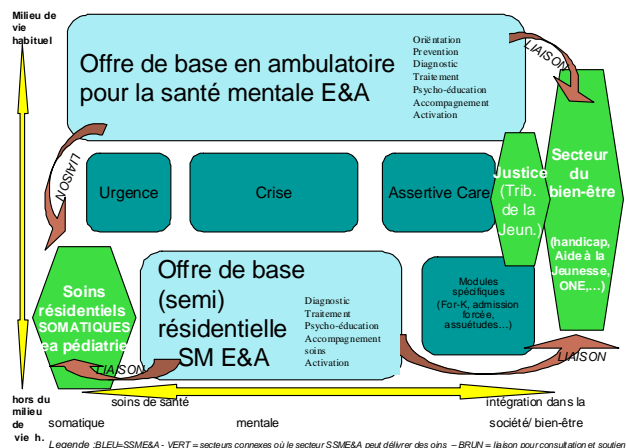 Milieu de
vie
habituel
Offre de base en ambulatoire
pour la santé mentale E&A
Oriëntation
Prevention
Diagnostic
Traitement
Psycho-éducation
Accompagnement
Activation
LIAISON
LIAISON
Urgence
Crise
Assertive Care
Justice
(Trib.
de la
Jeun.)
Secteur
du
bien-être
(handicap,
Aide à la
Jeunesse,
ONE,…)
Soins
résidentiels
SOMATIQUES
ea pédiatrie
Offre de base
(semi)
résidentielle
SM E&A
Diagnostic
Traitement
Psycho-éducation
Accompagnement
soins
Activation
Modules
spécifiques
(For-K, admission
forcée,
assuétudes…)
LIAISON
LIAISON
hors du
milieu
de
vie h.
soins de santé
somatique
mentale
intégration dans la
société/ bien-être
Legende :BLEU=SSME&A - VERT = secteurs connexes où le secteur SSME&A peut délivrer des oins – BRUN = liaison pour consultation et soutien